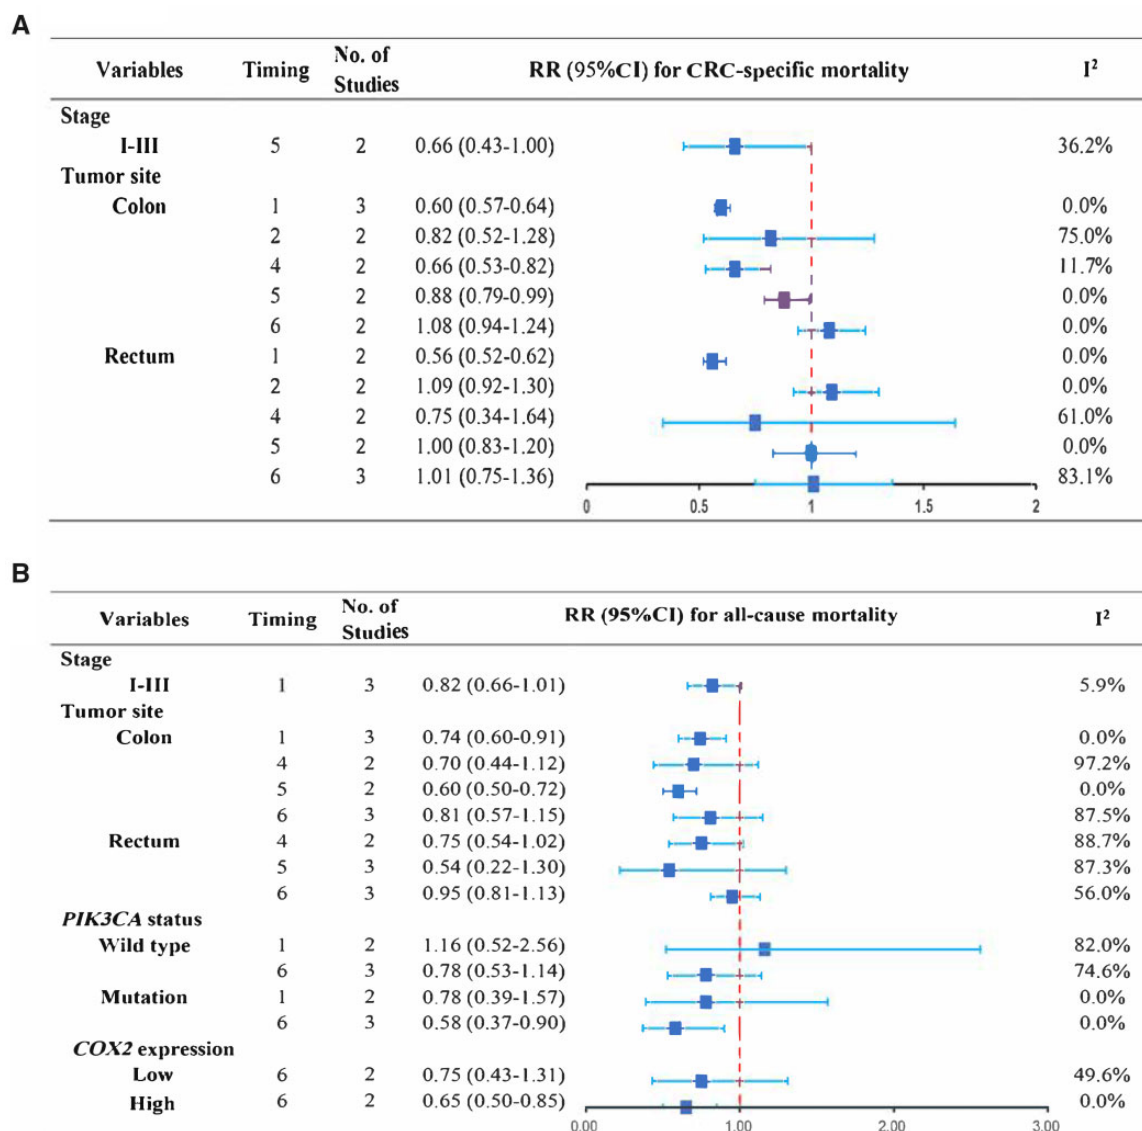 A
Variables Timing No. of Studies RR (95%CI) for CRC-specific mortality I²
Stage
I-III 5 2 0.66 (0.43-1.00) 36.2%
Tumor site
Colon 1 3 0.60 (0.57-0.64) 0.0%
2 2 0.82 (0.52-1.28) 75.0%
4 2 0.66 (0.53-0.82) 11.7%
5 2 0.88 (0.79-0.99) 0.0%
6 2 1.08 (0.94-1.24) 0.0%
Rectum 1 2 0.56 (0.52-0.62) 0.0%
2 2 1.09 (0.92-1.30) 0.0%
4 2 0.75 (0.34-1.64) 61.0%
5 2 1.00 (0.83-1.20) 0.0%
6 3 1.01 (0.75-1.36) 83.1%
0 0.5 1 1.5 2
B
Variables Timing No. of Studies RR (95%CI) for all-cause mortality I²
Stage
I-III 1 3 0.82 (0.66-1.01) 5.9%
Tumor site
Colon 1 3 0.74 (0.60-0.91) 0.0%
4 2 0.70 (0.44-1.12) 97.2%
5 2 0.60 (0.50-0.72) 0.0%
6 3 0.81 (0.57-1.15) 87.5%
Rectum 4 2 0.75 (0.54-1.02) 88.7%
5 3 0.54 (0.22-1.30) 87.3%
6 3 0.95 (0.81-1.13) 56.0%
PIK3CA status
Wild type 1 2 1.16 (0.52-2.56) 82.0%
6 3 0.78 (0.53-1.14) 74.6%
Mutation 1 2 0.78 (0.39-1.57) 0.0%
6 3 0.58 (0.37-0.90) 0.0%
COX2 expression
Low 6 2 0.75 (0.43-1.31) 49.6%
High 6 2 0.65 (0.50-0.85) 0.0%
0.00 1.00 2.00 3.00